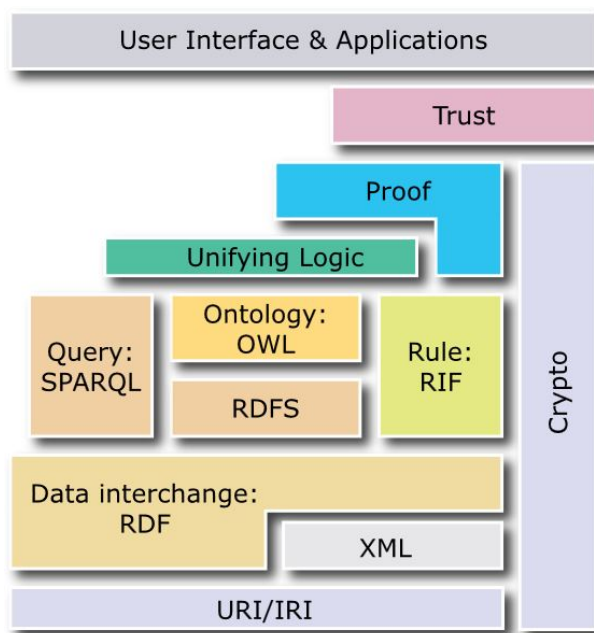 User Interface & Applications
Trust
Proof
Unifying Logic
Query:
SPARQL
Ontology:
OWL
RDFS
Rule:
RIF
Crypto
Data interchange:
RDF
XML
URI/IRI